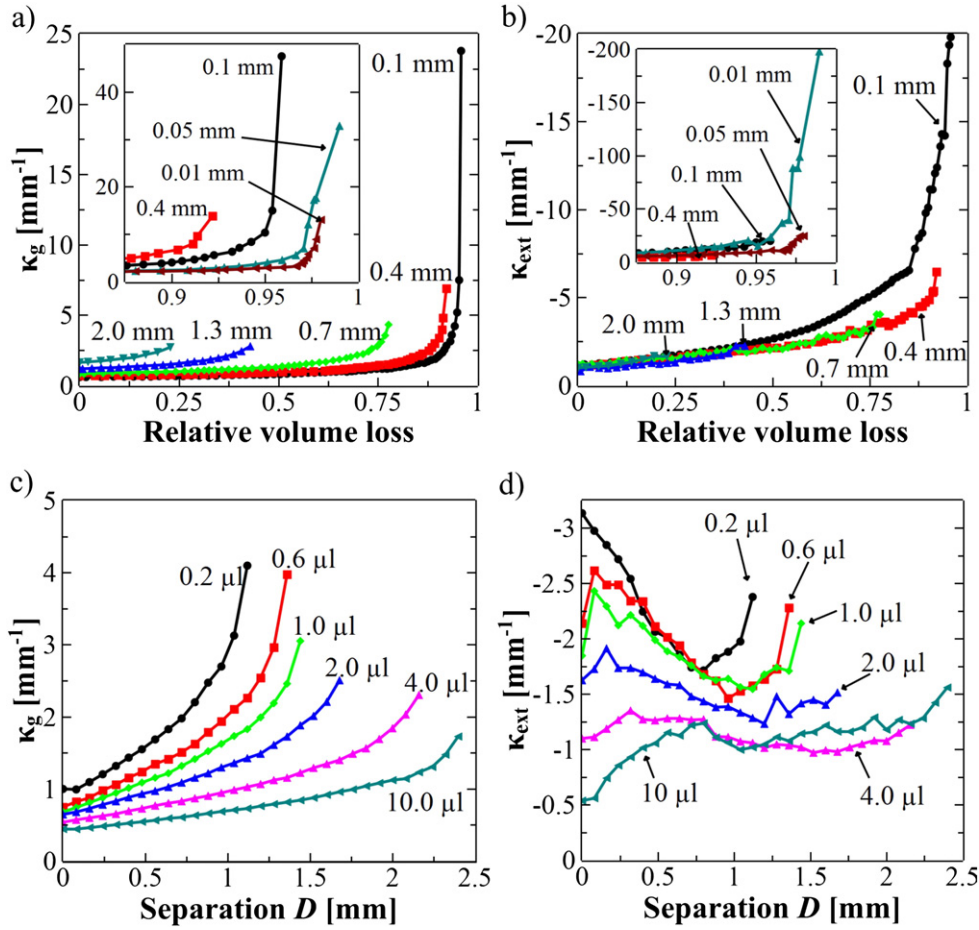 a)
κg [mm-1]
25
20
15
10
5
0
0
0.25
0.5
0.75
1
Relative volume loss
0.1 mm
0.4 mm
0.7 mm
1.3 mm
2.0 mm
40
20
0
0.9
0.95
1
0.1 mm
0.05 mm
0.01 mm
0.4 mm
b)
κext [mm-1]
-20
-15
-10
-5
0
0
0.25
0.5
0.75
1
Relative volume loss
0.1 mm
1.3 mm
2.0 mm
0.7 mm
0.4 mm
-200
-150
-100
-50
0
0.9
0.95
1
0.01 mm
0.05 mm
0.1 mm
0.4 mm
c)
κg [mm-1]
5
4
3
2
1
0
0
0.5
1
1.5
2
2.5
Separation D [mm]
0.2 µl
0.6 µl
1.0 µl
2.0 µl
4.0 µl
10.0 µl
d)
κext [mm-1]
-3
-2.5
-2
-1.5
-1
-0.5
0
0
0.5
1
1.5
2
2.5
Separation D [mm]
0.2 µl
0.6 µl
1.0 µl
2.0 µl
4.0 µl
10 µl